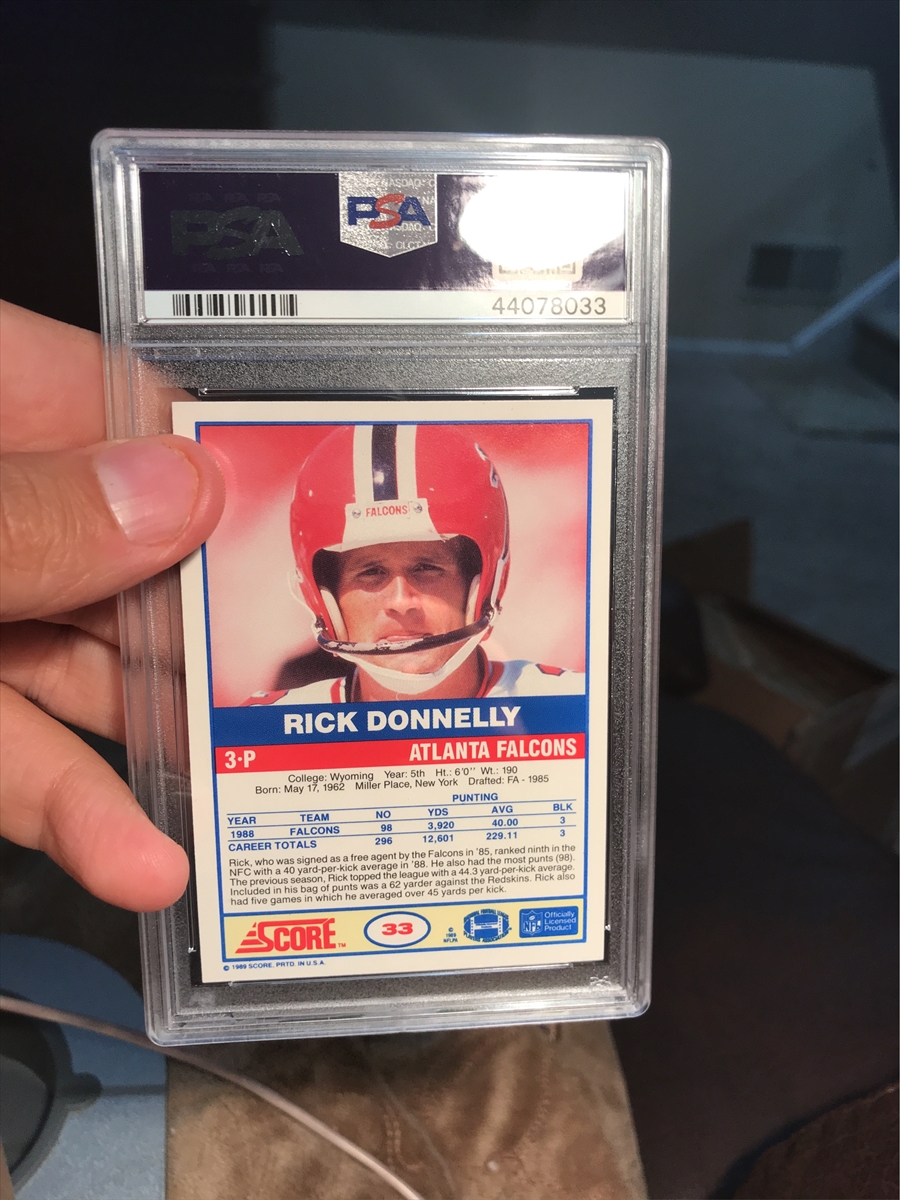 PSA
PSA
44078033
FALCONS
RICK DONNELLY
3·P ATLANTA FALCONS
College: Wyoming Year: 5th Ht.: 6'0'' Wt.: 190
Born: May 17, 1962 Miller Place, New York Drafted: FA - 1985
PUNTING
YEAR TEAM NO YDS AVG BLK
1988 FALCONS 98 3,920 40.00 3
CAREER TOTALS 296 12,601 229.11 3
Rick, who was signed as a free agent by the Falcons in '85, ranked ninth in the
NFC with a 40 yard-per-kick average in '88. He also had the most punts (98).
The previous season, Rick topped the league with a 44.3 yard-per-kick average.
Included in his bag of punts was a 62 yarder against the Redskins. Rick also
had five games in which he averaged over 45 yards per kick.
SCORE™ 33 © 1989 NFLPA NFL Officially Licensed Product
© 1989 SCORE, PRTD. IN U.S.A.